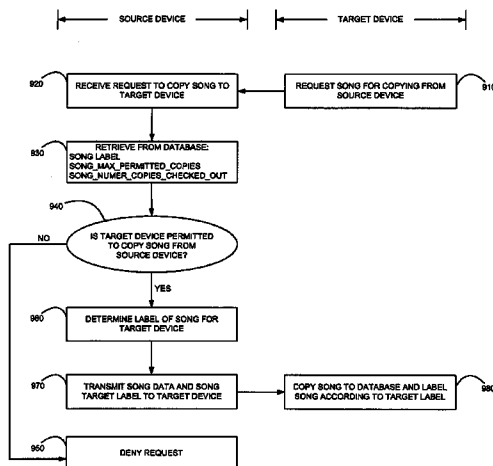 SOURCE DEVICE
TARGET DEVICE
920
RECEIVE REQUEST TO COPY SONG TO
TARGET DEVICE
REQUEST SONG FOR COPYING FROM
SOURCE DEVICE
910
930
RETRIEVE FROM DATABASE:
SONG LABEL
SONG_MAX_PERMITTED_COPIES
SONG_NUMER_COPIES_CHECKED_OUT
940
NO
IS TARGET DEVICE PERMITTED
TO COPY SONG FROM
SOURCE DEVICE?
YES
960
DETERMINE LABEL OF SONG FOR
TARGET DEVICE
970
TRANSMIT SONG DATA AND SONG
TARGET LABEL TO TARGET DEVICE
COPY SONG TO DATABASE AND LABEL
SONG ACCORDING TO TARGET LABEL
980
950
DENY REQUEST